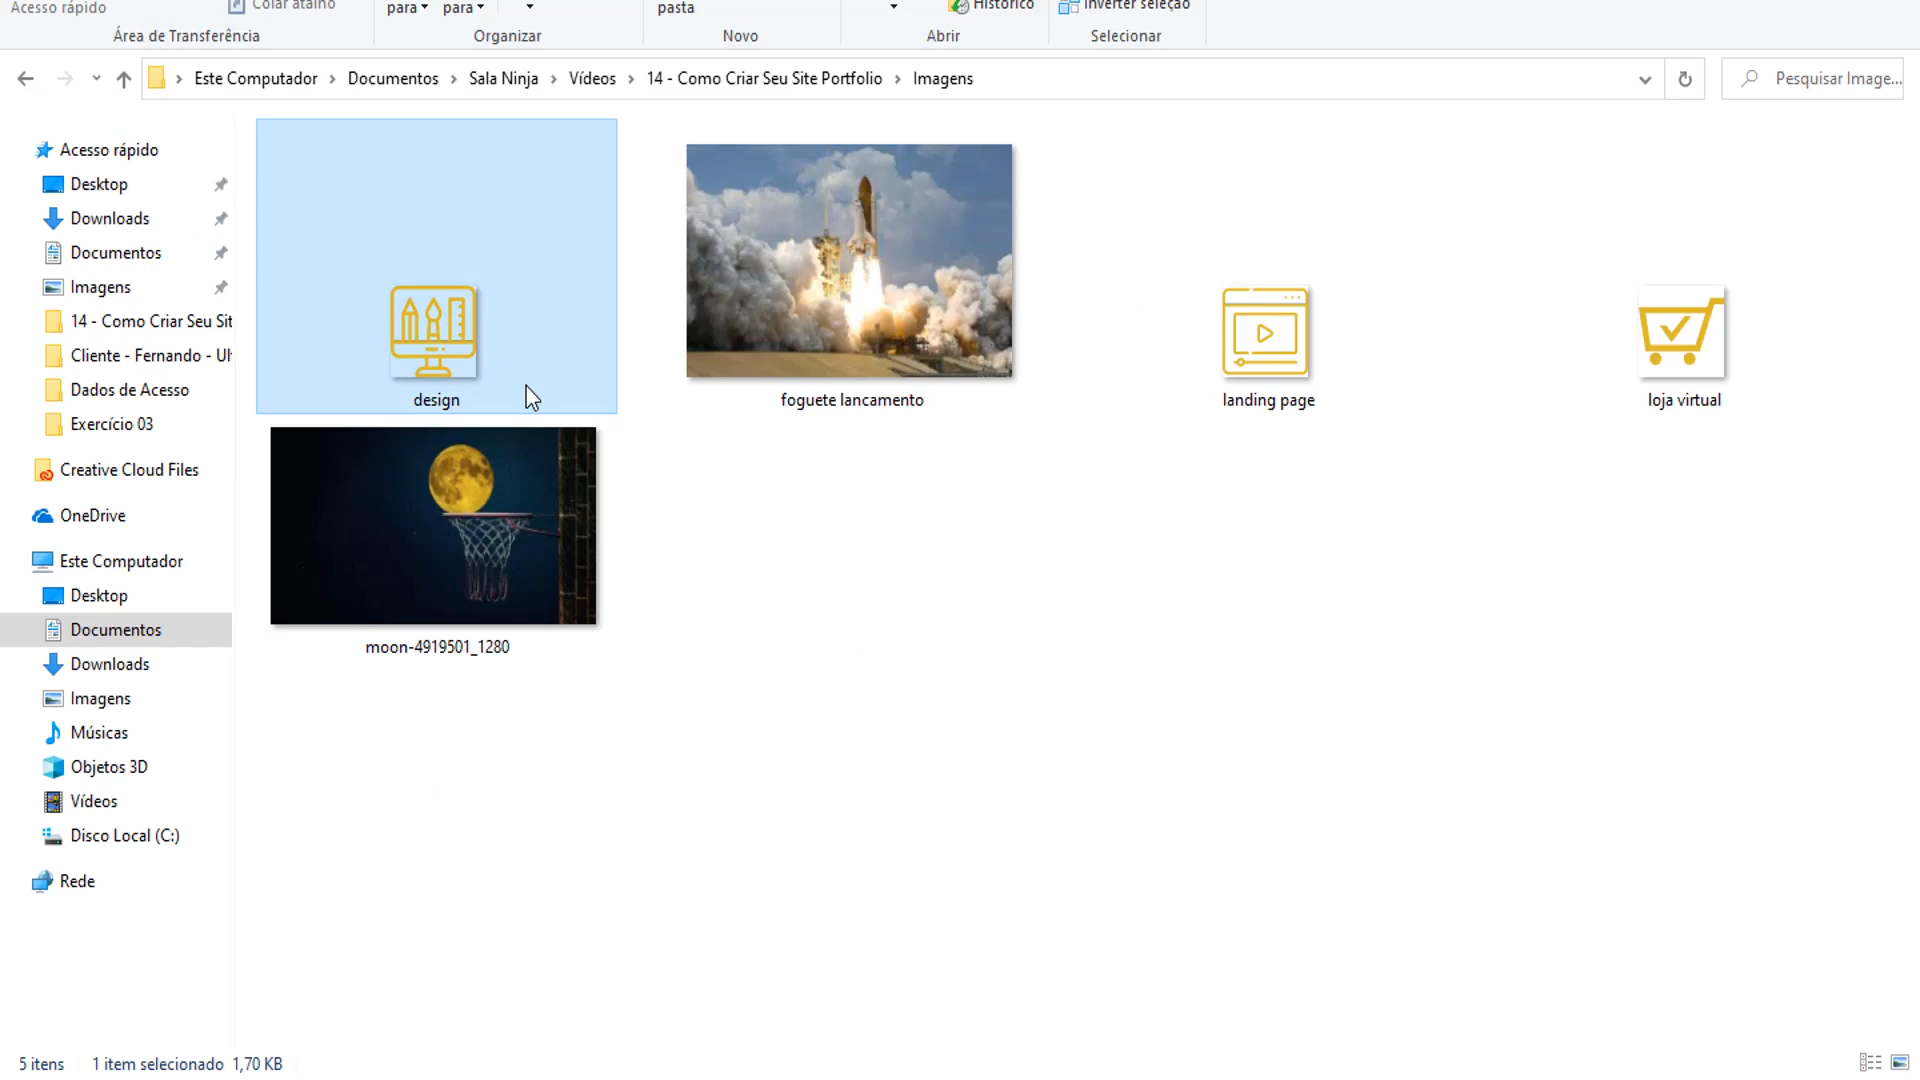 Acesso rápido
Colar atalho
para
para
pasta
Histórico
Inverter seleção
Área de Transferência
Organizar
Novo
Abrir
Selecionar
Este Computador
Documentos
Sala Ninja
Vídeos
14 - Como Criar Seu Site Portfolio
Imagens
Pesquisar Image...
Acesso rápido
Desktop
Downloads
Documentos
Imagens
14 - Como Criar Seu Sit
Cliente - Fernando - Ul
Dados de Acesso
Exercício 03
Creative Cloud Files
OneDrive
Este Computador
Desktop
Documentos
Downloads
Imagens
Músicas
Objetos 3D
Vídeos
Disco Local (C:)
Rede
design
foguete lancamento
landing page
loja virtual
moon-4919501_1280
5 itens
1 item selecionado 1,70 KB